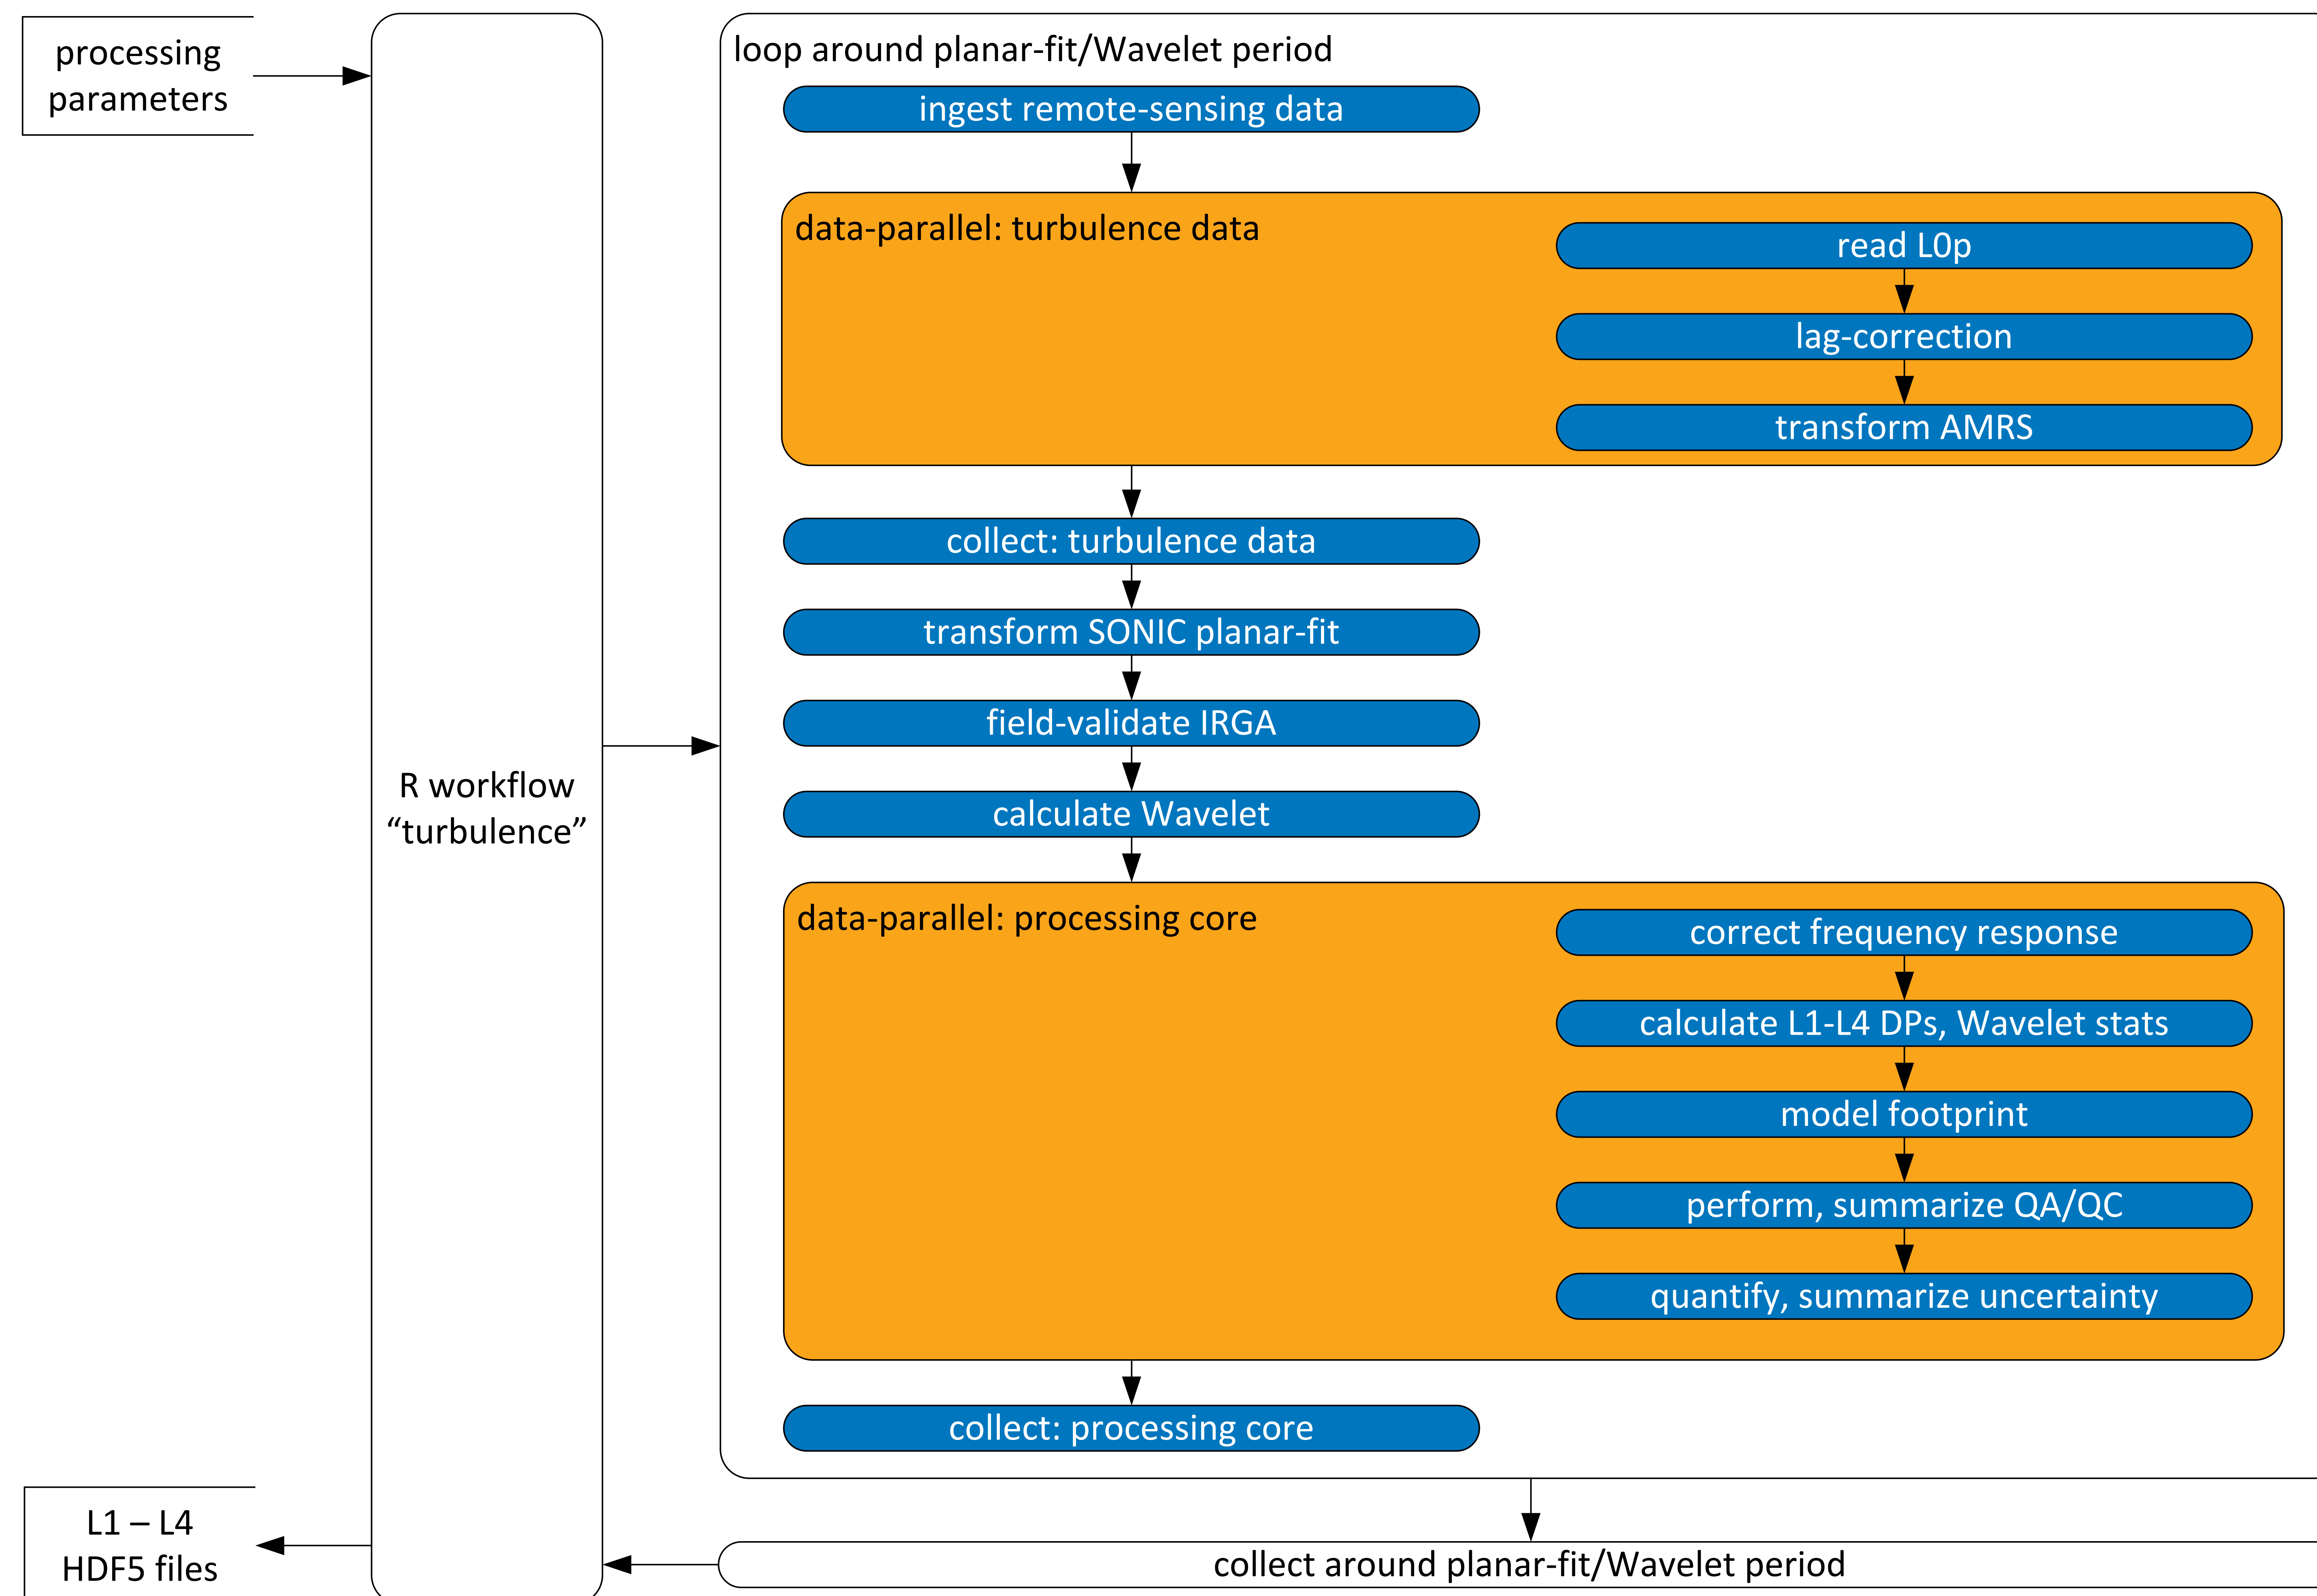 processing
parameters
R workflow
“turbulence”
L1 – L4
HDF5 files
loop around planar-fit/Wavelet period
ingest remote-sensing data
data-parallel: turbulence data
read L0p
lag-correction
transform AMRS
collect: turbulence data
transform SONIC planar-fit
field-validate IRGA
calculate Wavelet
data-parallel: processing core
correct frequency response
calculate L1-L4 DPs, Wavelet stats
model footprint
perform, summarize QA/QC
quantify, summarize uncertainty
collect: processing core
collect around planar-fit/Wavelet period